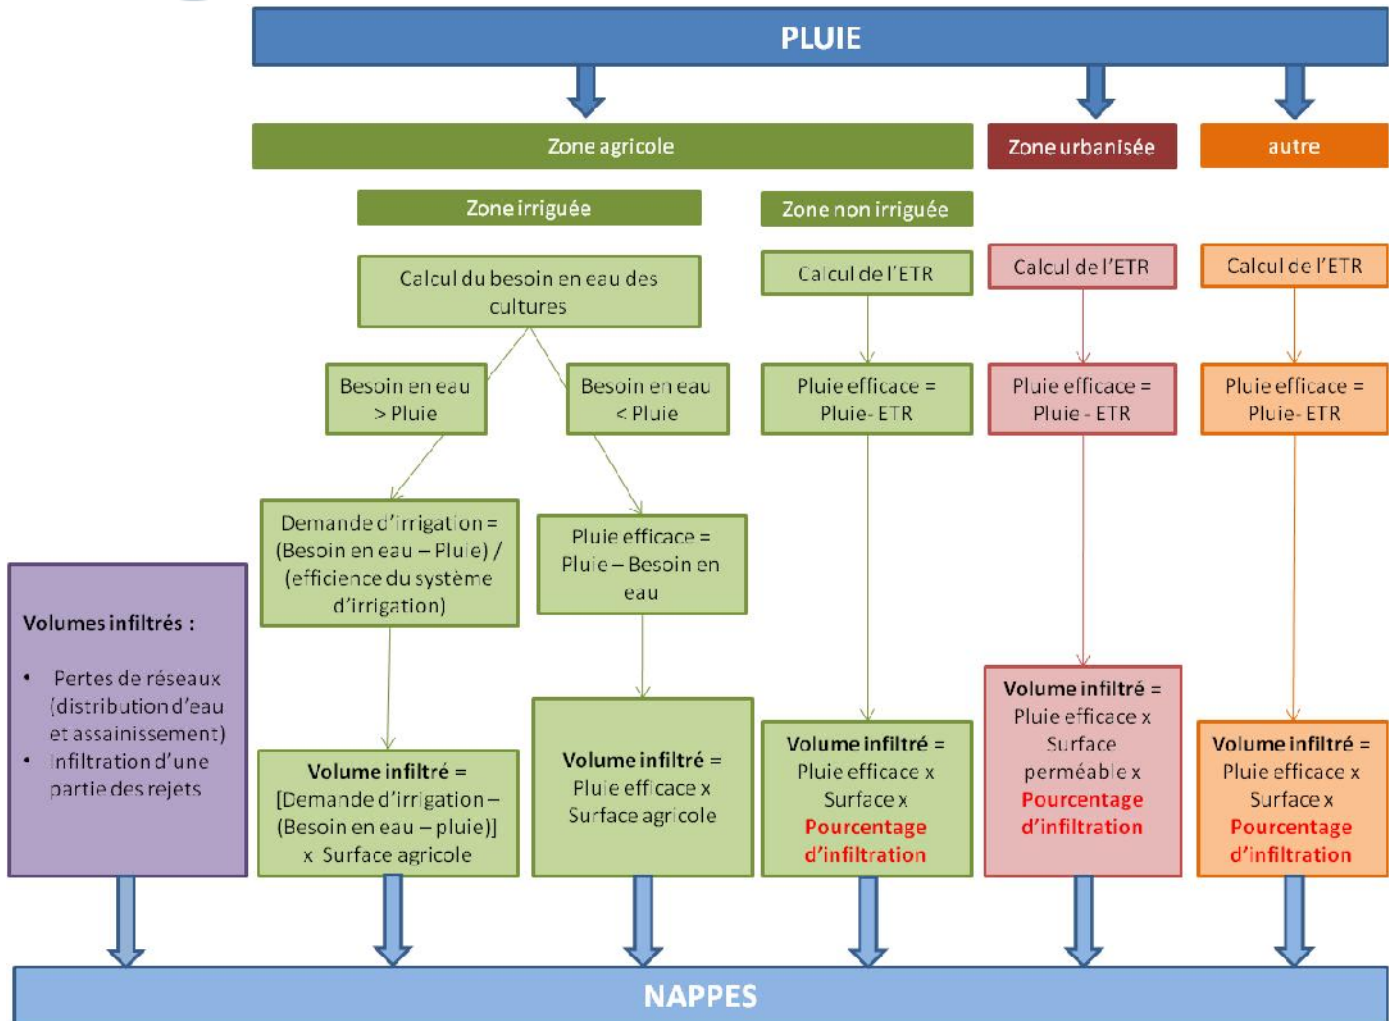 PLUIE
Zone agricole
Zone urbanisée
autre
Zone irriguée
Zone non irriguée
Calcul du besoin en eau des
cultures
Calcul de l'ETR
Calcul de l'ETR
Calcul de l'ETR
Besoin en eau
> Pluie
Besoin en eau
< Pluie
Pluie efficace =
Pluie- ETR
Pluie efficace =
Pluie - ETR
Pluie efficace =
Pluie- ETR
Demande d'irrigation =
(Besoin en eau – Pluie) /
(efficience du système
d'irrigation)
Pluie efficace =
Pluie – Besoin en
eau
Volumes infiltrés :
• Pertes de réseaux
(distribution d'eau
et assainissement)
• Infiltration d'une
partie des rejets
Volume infiltré =
[Demande d'irrigation –
(Besoin en eau – pluie)]
x Surface agricole
Volume infiltré =
Pluie efficace x
Surface agricole
Volume infiltré =
Pluie efficace x
Surface x
Pourcentage
d'infiltration
Volume infiltré =
Pluie efficace x
Surface
perméable x
Pourcentage
d'infiltration
Volume infiltré =
Pluie efficace x
Surface x
Pourcentage
d'infiltration
NAPPES